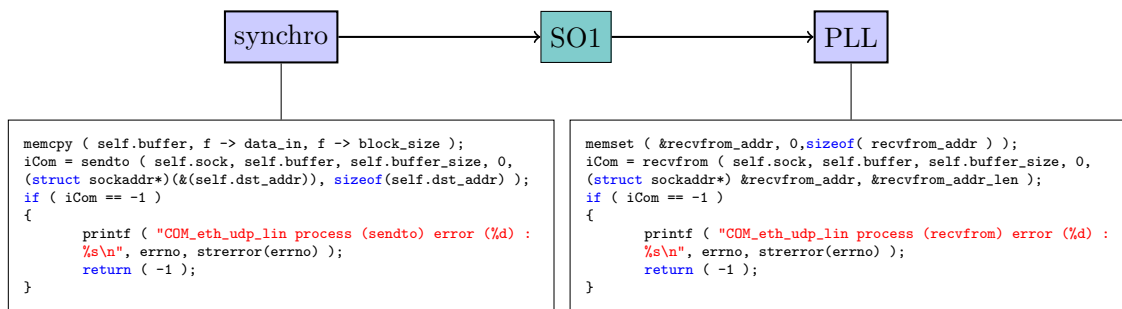 synchro
SO1
PLL
memcpy ( self.buffer, f -> data_in, f -> block_size );
iCom = sendto ( self.sock, self.buffer, self.buffer_size, 0,
(struct sockaddr*)(&(self.dst_addr)), sizeof(self.dst_addr) );
if ( iCom == -1 )
{
printf ( "COM_eth_udp_lin process (sendto) error (%d) :
%s\n", errno, strerror(errno) );
return ( -1 );
}
memset ( &recvfrom_addr, 0,sizeof( recvfrom_addr ) );
iCom = recvfrom ( self.sock, self.buffer, self.buffer_size, 0,
(struct sockaddr*) &recvfrom_addr, &recvfrom_addr_len );
if ( iCom == -1 )
{
printf ( "COM_eth_udp_lin process (recvfrom) error (%d) :
%s\n", errno, strerror(errno) );
return ( -1 );
}